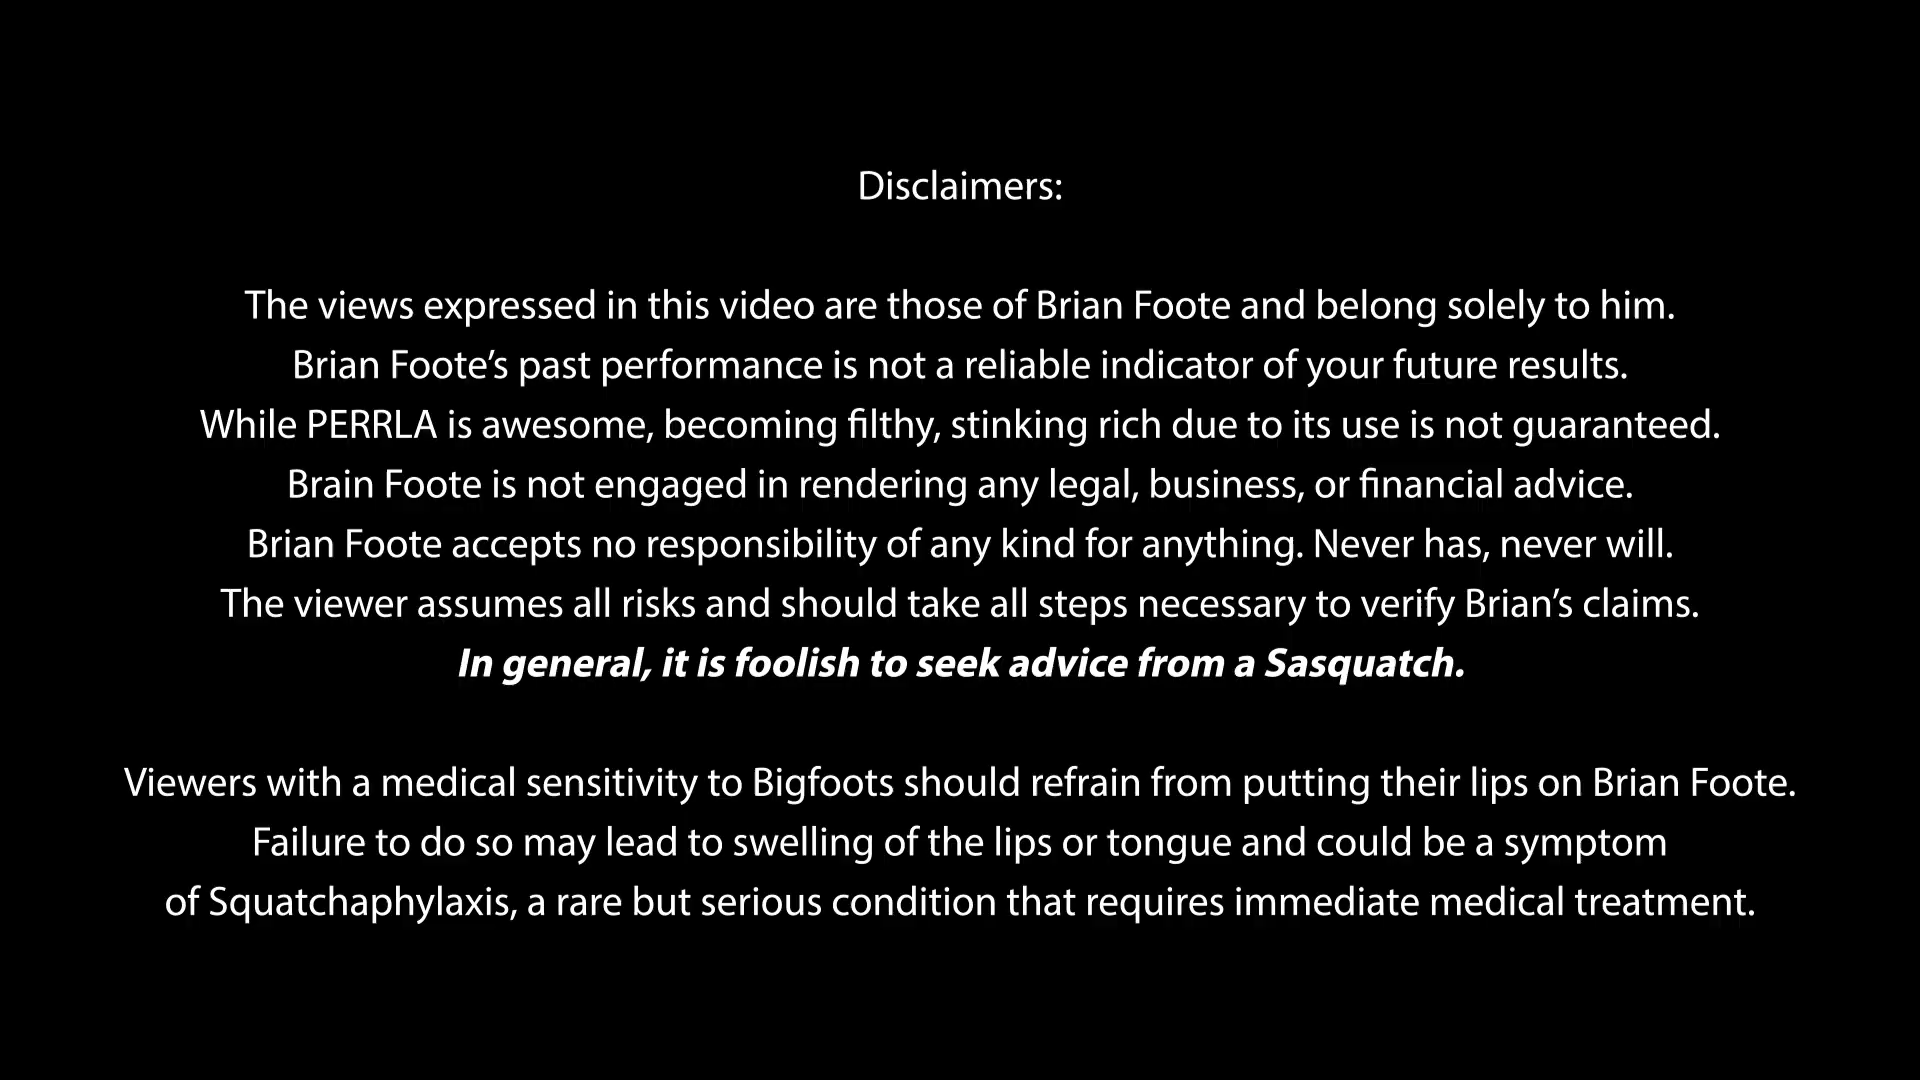 Disclaimers:
The views expressed in this video are those of Brian Foote and belong solely to him.
Brian Foote’s past performance is not a reliable indicator of your future results.
While PERRLA is awesome, becoming filthy, stinking rich due to its use is not guaranteed.
Brain Foote is not engaged in rendering any legal, business, or financial advice.
Brian Foote accepts no responsibility of any kind for anything. Never has, never will.
The viewer assumes all risks and should take all steps necessary to verify Brian’s claims.
In general, it is foolish to seek advice from a Sasquatch.
Viewers with a medical sensitivity to Bigfoots should refrain from putting their lips on Brian Foote.
Failure to do so may lead to swelling of the lips or tongue and could be a symptom
of Squatchaphylaxis, a rare but serious condition that requires immediate medical treatment.